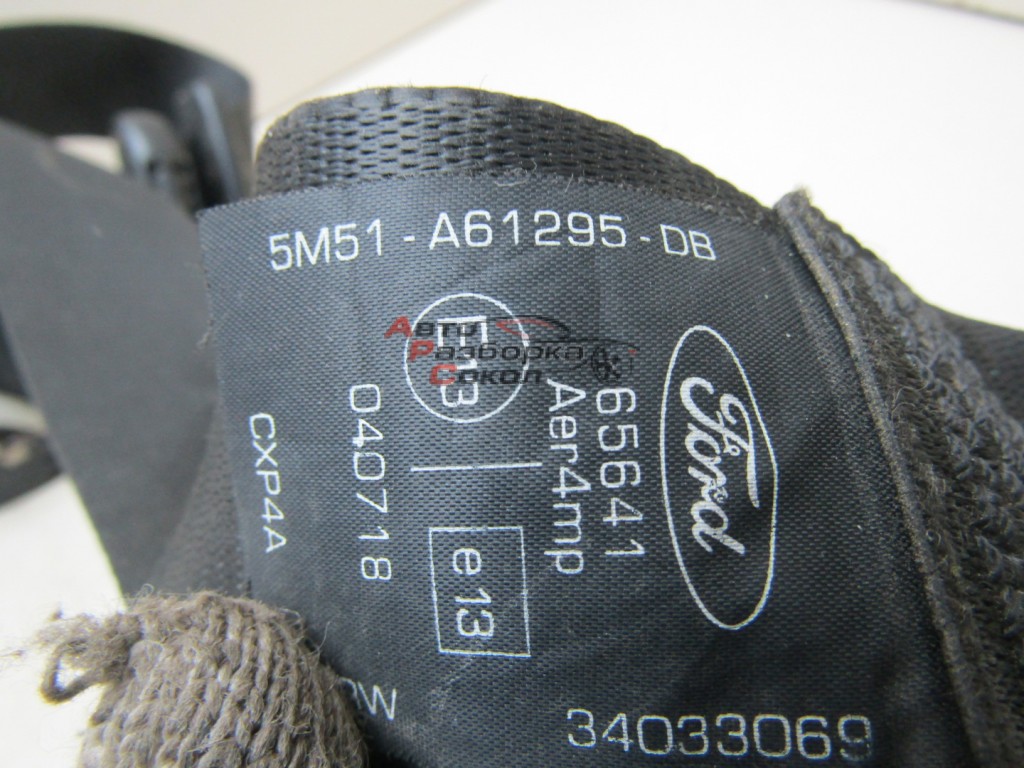 5M51-A61295-DB
Ford
65641
Aer4mp
E13
e13
040718
CXP4A
34033069
Авто
Разборка
Сокол